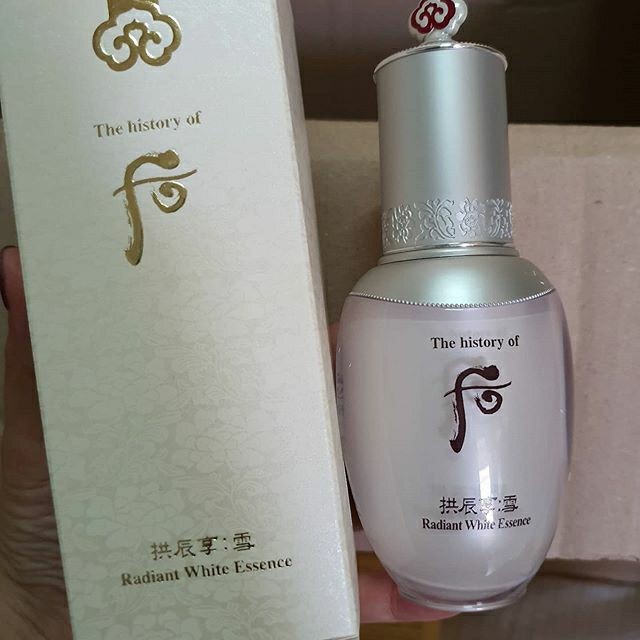 The history of
后
拱辰享:雪
Radiant White Essence
The history of
后
拱辰享:雪
Radiant White Essence